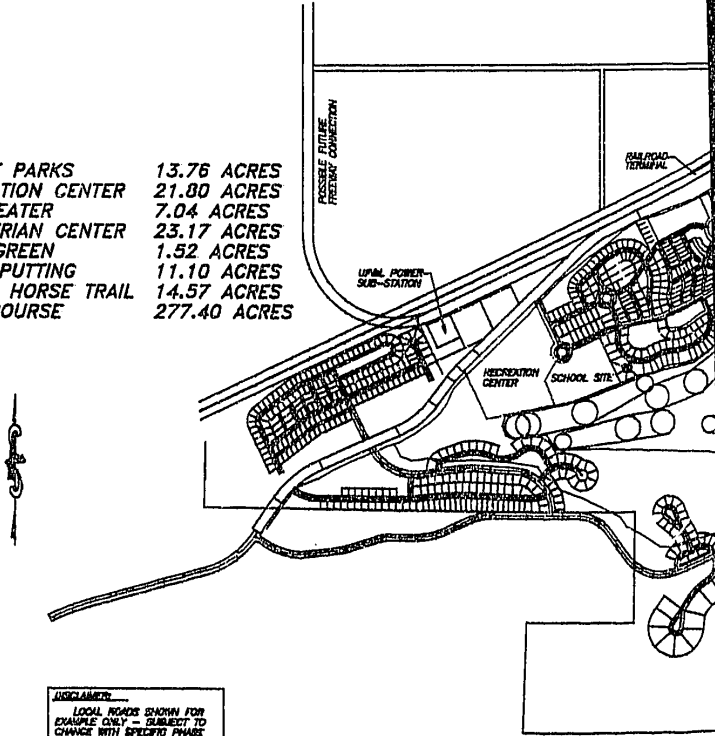 PARKS 13.76 ACRES
TION CENTER 21.80 ACRES
EATER 7.04 ACRES
RIAN CENTER 23.17 ACRES
GREEN 1.52 ACRES
PUTTING 11.10 ACRES
HORSE TRAIL 14.57 ACRES
OURSE 277.40 ACRES
POSSIBLE FUTURE
FREEWAY CONNECTION
RAILROAD
TERMINAL
POWER
SUB-STATION
RECREATION
CENTER
SCHOOL SITE
DISCLAIMER:
LOCAL ROADS SHOWN FOR
EXAMPLE ONLY - SUBJECT TO
CHANGE WITH SPECIFIC PHASE